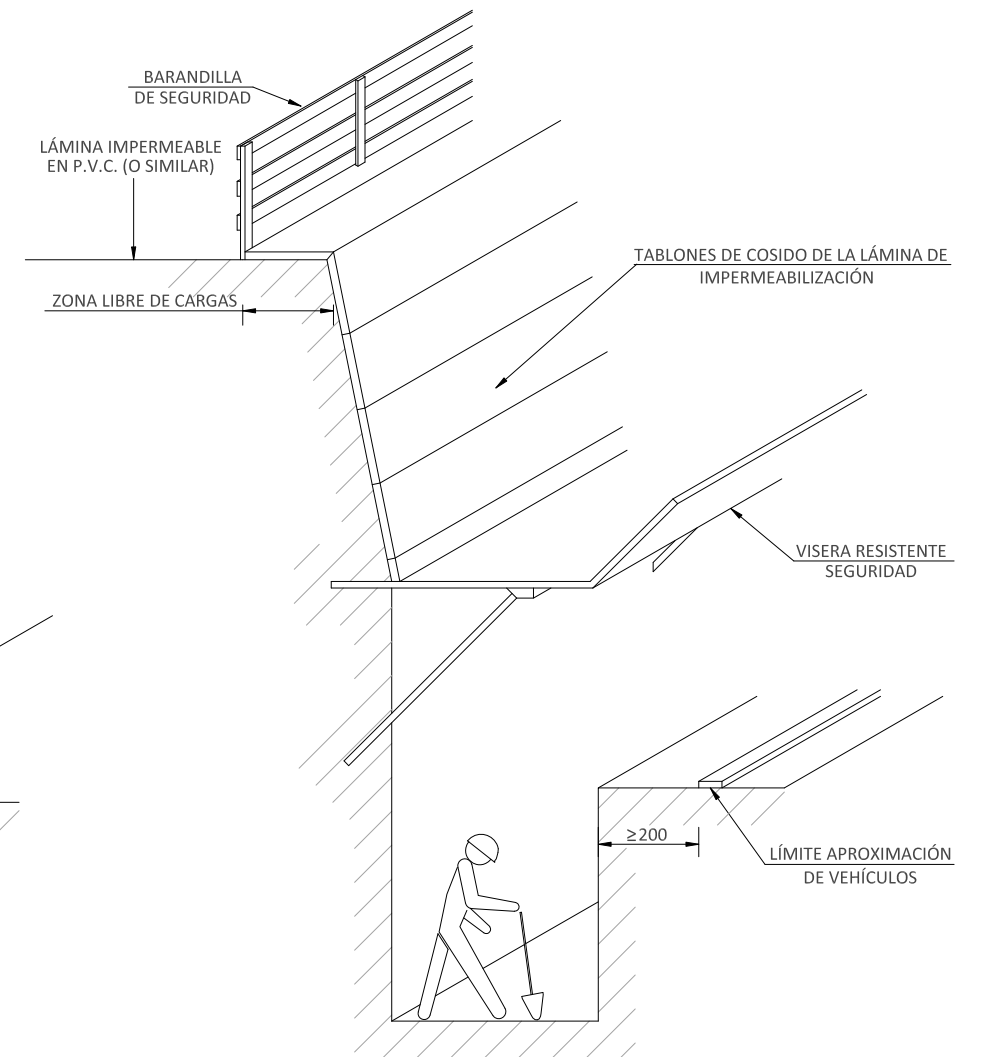 BARANDILLA
DE SEGURIDAD
LÁMINA IMPERMEABLE
EN P.V.C. (O SIMILAR)
TABLONES DE COSIDO DE LA LÁMINA DE
IMPERMEABILIZACIÓN
ZONA LIBRE DE CARGAS
VISERA RESISTENTE
SEGURIDAD
≥200
LÍMITE APROXIMACIÓN
DE VEHÍCULOS